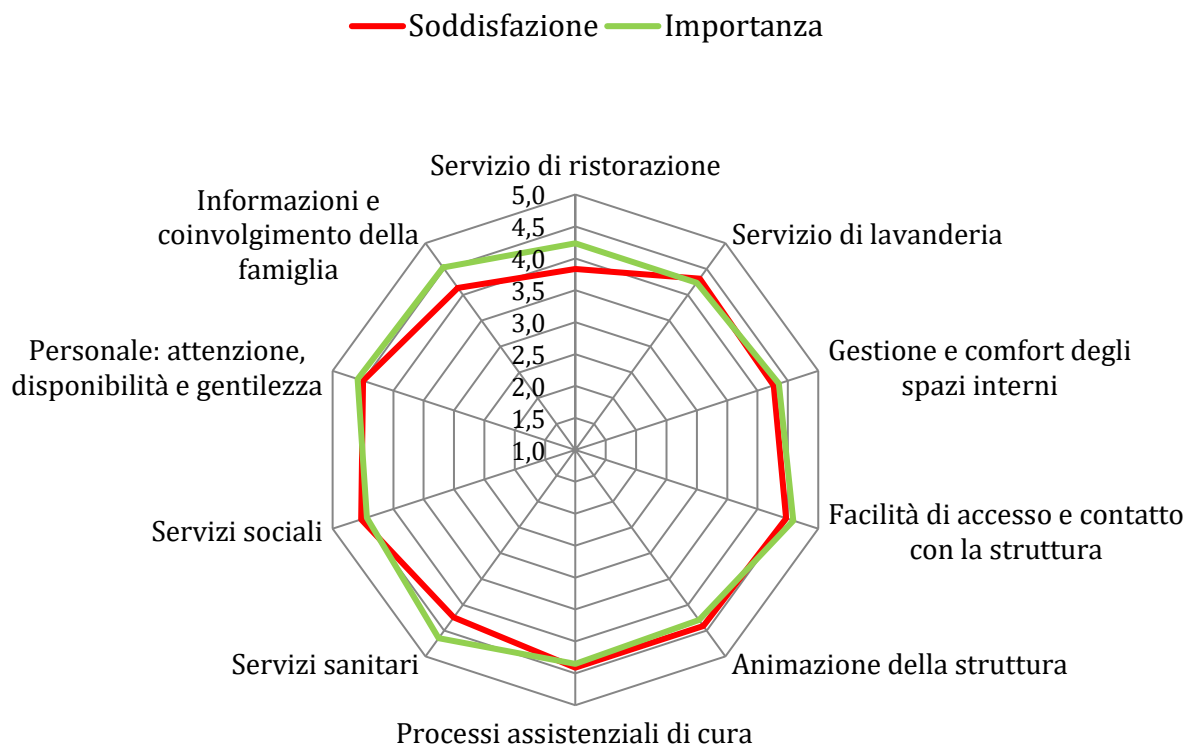 Soddisfazione Importanza
Servizio di ristorazione
5,0
4,5
4,0
3,5
3,0
2,5
2,0
1,5
1,0
Servizio di lavanderia
Gestione e comfort degli
spazi interni
Facilità di accesso e contatto
con la struttura
Animazione della struttura
Processi assistenziali di cura
Servizi sanitari
Servizi sociali
Personale: attenzione,
disponibilità e gentilezza
Informazioni e
coinvolgimento della
famiglia